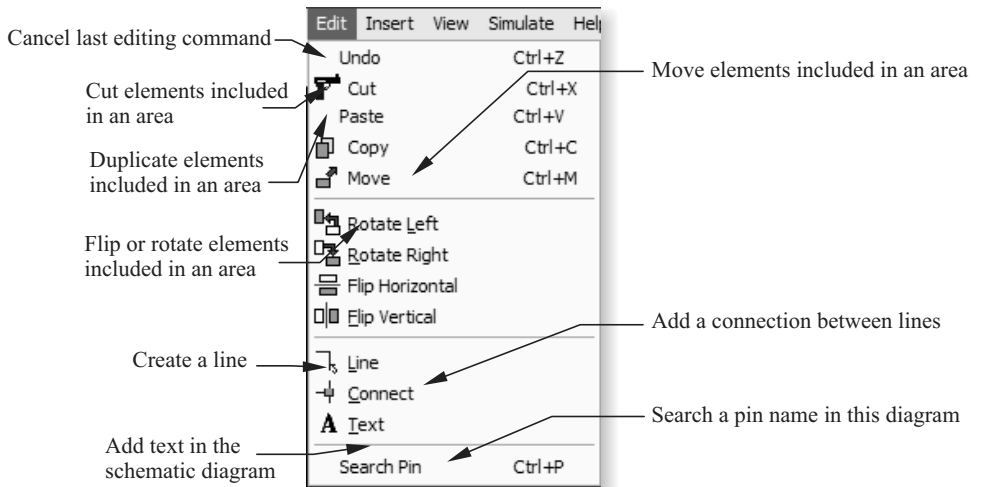 Edit Insert View Simulate Help
Undo Ctrl+Z
Cut Ctrl+X
Paste Ctrl+V
Copy Ctrl+C
Move Ctrl+M
Rotate Left
Rotate Right
Flip Horizontal
Flip Vertical
Line
Connect
A Text
Search Pin Ctrl+P
Cancel last editing command
Cut elements included
in an area
Duplicate elements
included in an area
Flip or rotate elements
included in an area
Create a line
Add text in the
schematic diagram
Move elements included in an area
Add a connection between lines
Search a pin name in this diagram